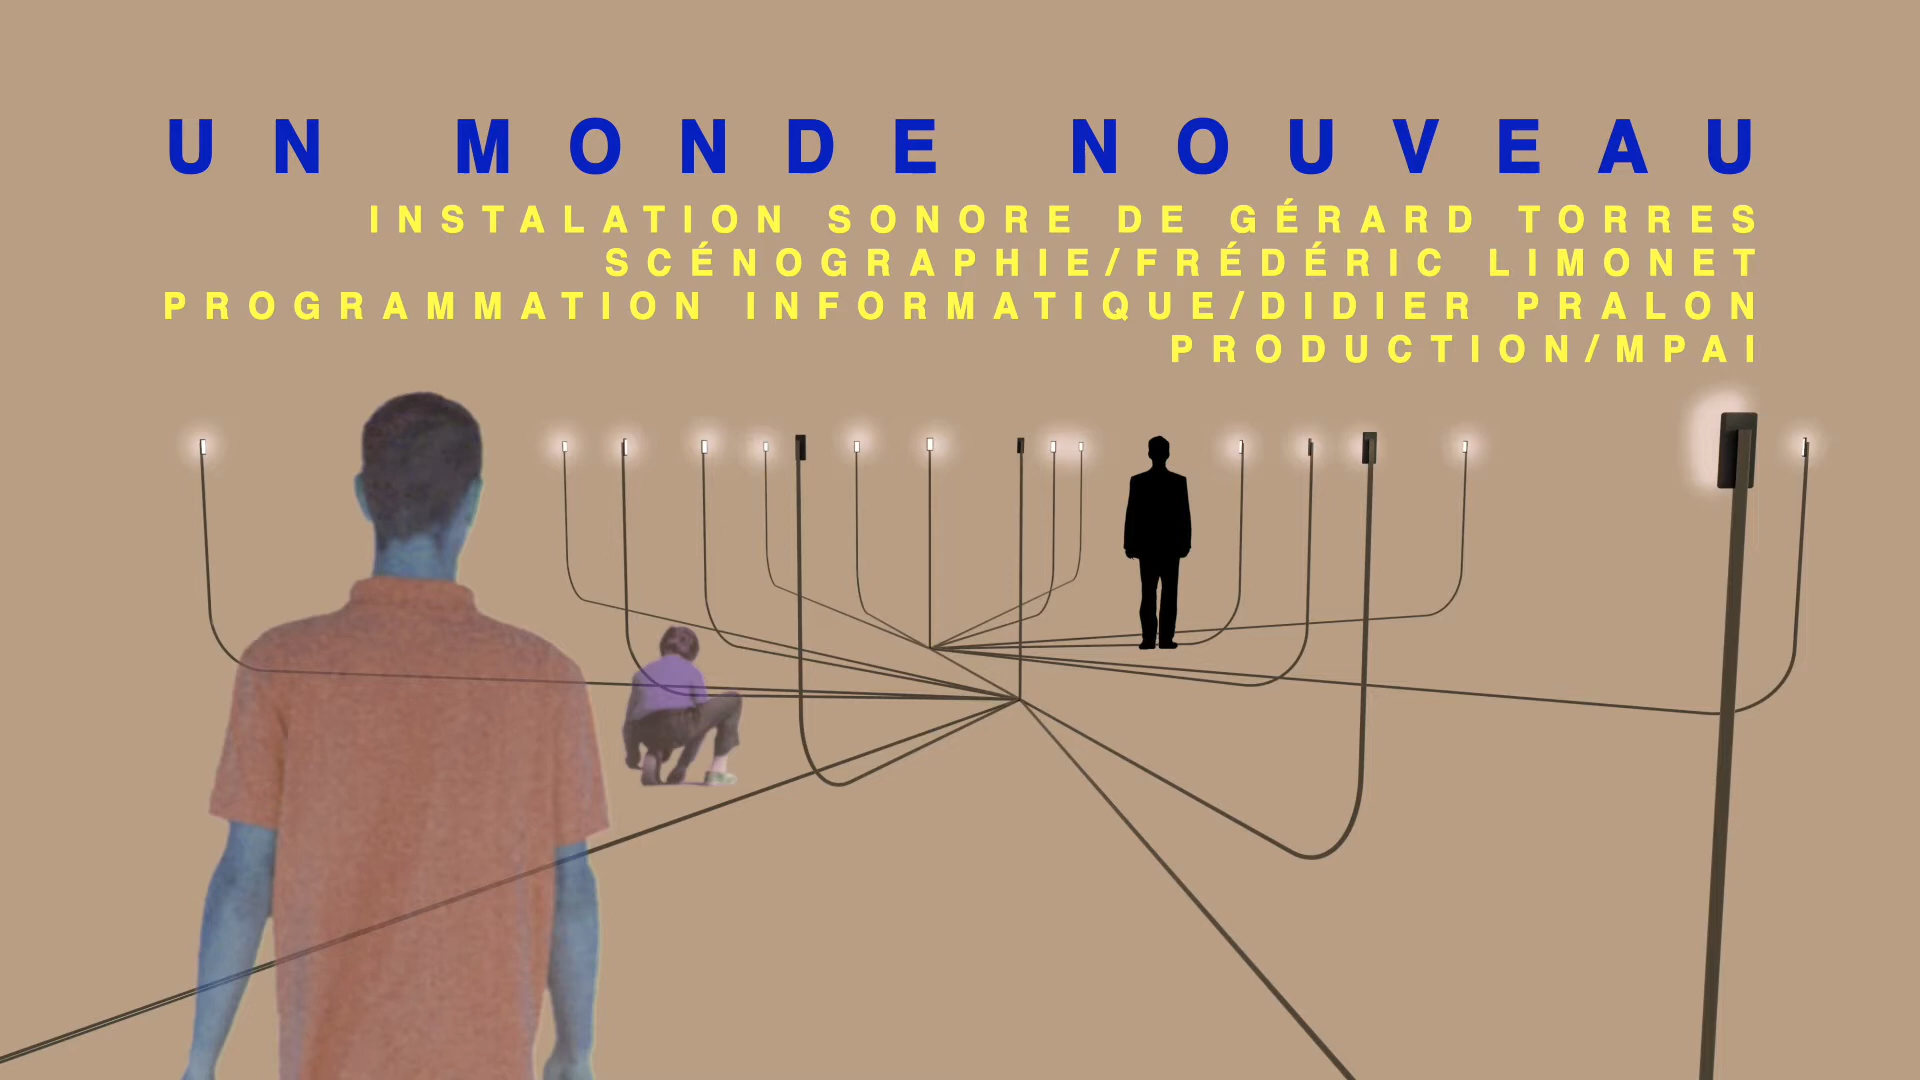 UN MONDE NOUVEAU
INSTALATION SONORE DE GÉRARD TORRES
SCÉNOGRAPHIE/FRÉDÉRIC LIMONET
PROGRAMMATION INFORMATIQUE/DIDIER PRALON
PRODUCTION/MPAI